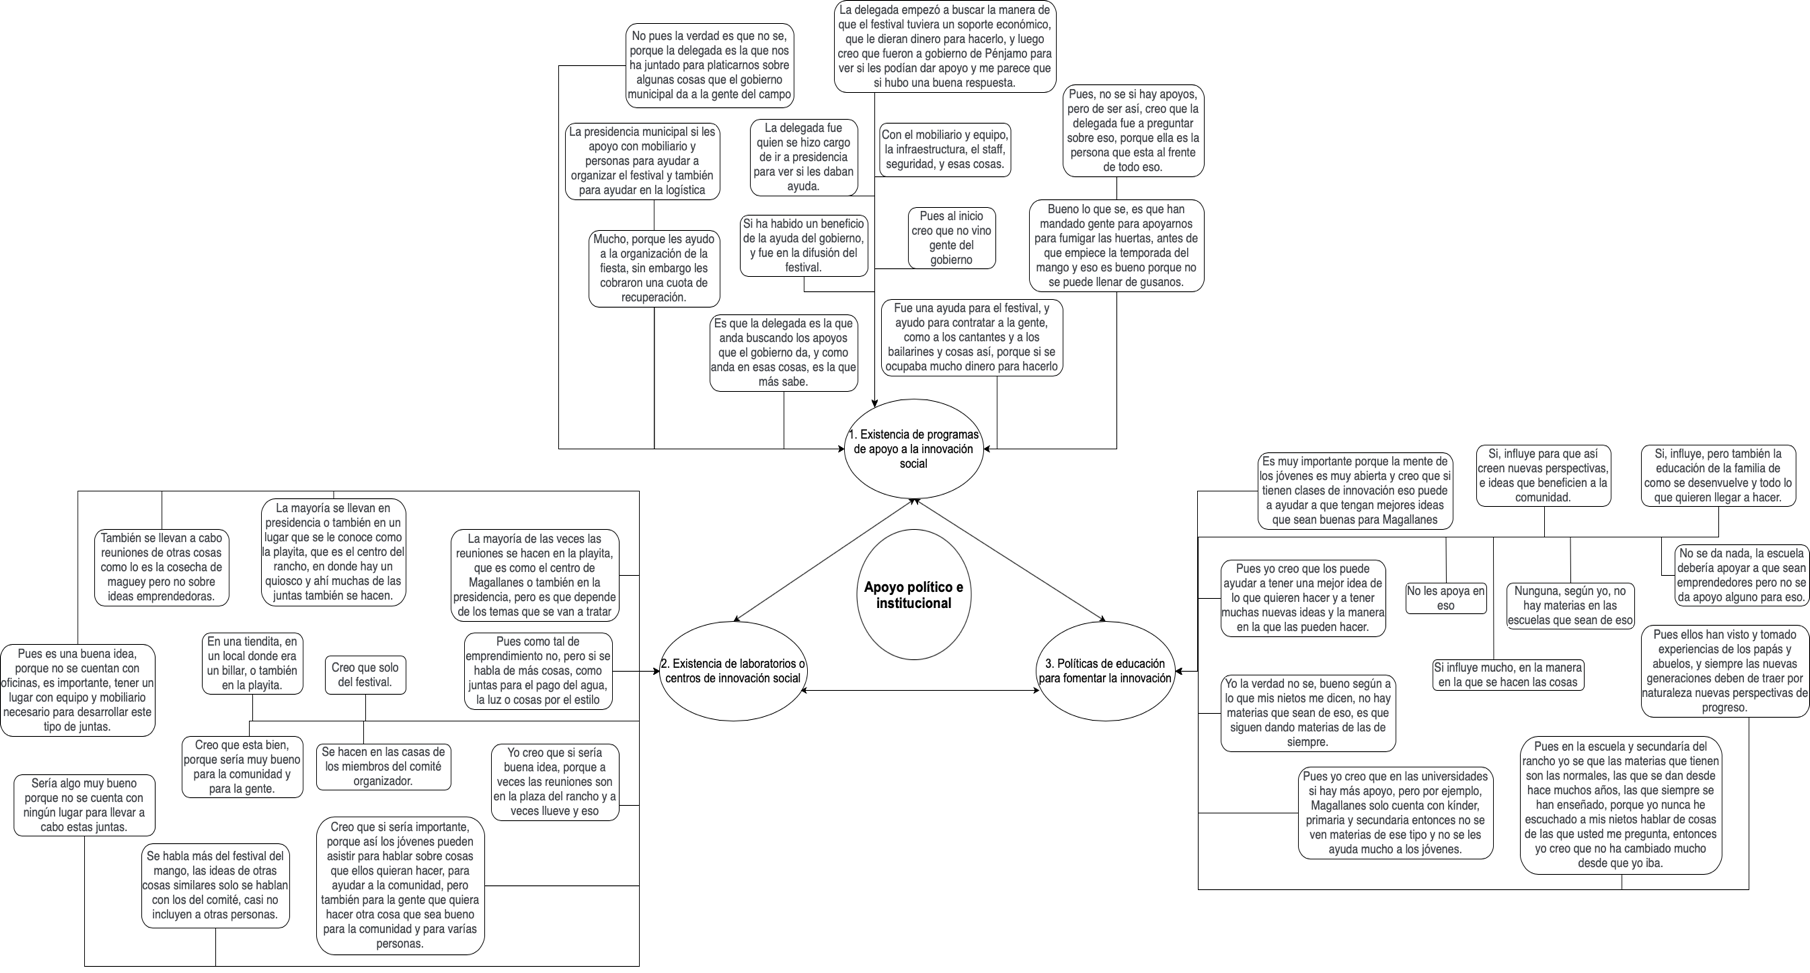 La delegada empezó a buscar la manera de
que el festival tuviera un soporte económico,
que le dieran dinero para hacerlo, y luego
creo que fueron a gobierno de Pénjamo para
ver si les podían dar apoyo y me parece que
si hubo una buena respuesta.
No pues la verdad es que no se,
porque la delegada es la que nos
ha juntado para platicarnos sobre
algunas cosas que el gobierno
municipal da a la gente del campo
Pues, no se si hay apoyos,
pero de ser así, creo que la
delegada fue a preguntar
sobre eso, porque ella es la
persona que esta al frente
de todo eso.
La presidencia municipal si les
apoyo con mobiliario y
personas para ayudar a
organizar el festival y también
para ayudar en la logística
La delegada fue
quien se hizo cargo
de ir a presidencia
para ver si les daban
ayuda.
Con el mobiliario y equipo,
la infraestructura, el staff,
seguridad, y esas cosas.
Bueno lo que se, es que han
mandado gente para apoyarnos
para fumigar las huertas, antes de
que empiece la temporada del
mango y eso es bueno porque no
se puede llenar de gusanos.
Mucho, porque les ayudo
a la organización de la
fiesta, sin embargo les
cobraron una cuota de
recuperación.
Si ha habido un beneficio
de la ayuda del gobierno,
y fue en la difusión del
festival.
Pues al inicio
creo que no vino
gente del
gobierno
Es que la delegada es la que
anda buscando los apoyos
que el gobierno da, y como
anda en esas cosas, es la que
más sabe.
Fue una ayuda para el festival, y
ayudo para contratar a la gente,
como a los cantantes y a los
bailarines y cosas así, porque si se
ocupaba mucho dinero para hacerlo
1. Existencia de programas
de apoyo a la innovación
social
Apoyo político e
institucional
2. Existencia de laboratorios o
centros de innovación social
3. Políticas de educación
para fomentar la innovación
También se llevan a cabo
reuniones de otras cosas
como lo es la cosecha de
maguey pero no sobre
ideas emprendedoras.
La mayoría se llevan en
presidencia o también en un
lugar que se le conoce como
la playita, que es el centro del
rancho, en donde hay un
quiosco y ahí muchas de las
juntas también se hacen.
La mayoría de las veces las
reuniones se hacen en la playita,
que es como el centro de
Magallanes o también en la
presidencia, pero es que depende
de los temas que se van a tratar
Pues es una buena idea,
porque no se cuentan con
oficinas, es importante, tener un
lugar con equipo y mobiliario
necesario para desarrollar este
tipo de juntas.
En una tiendita, en
un local donde era
un billar, o también
en la playita.
Creo que solo
del festival.
Pues como tal de
emprendimiento no, pero si se
habla de más cosas, como
juntas para el pago del agua,
la luz o cosas por el estilo
Creo que esta bien,
porque sería muy bueno
para la comunidad y
para la gente.
Se hacen en las casas de
los miembros del comité
organizador.
Yo creo que si sería
buena idea, porque a
veces las reuniones son
en la plaza del rancho y a
veces llueve y eso
Sería algo muy bueno
porque no se cuenta con
ningún lugar para llevar a
cabo estas juntas.
Se habla más del festival del
mango, las ideas de otras
cosas similares solo se hablan
con los del comité, casi no
incluyen a otras personas.
Creo que si sería importante,
porque así los jóvenes pueden
asistir para hablar sobre cosas
que ellos quieran hacer, para
ayudar a la comunidad, pero
también para la gente que quiera
hacer otra cosa que sea bueno
para la comunidad y para varías
personas.
Es muy importante porque la mente de
los jóvenes es muy abierta y creo que si
tienen clases de innovación eso puede
a ayudar a que tengan mejores ideas
que sean buenas para Magallanes
Si, influye para que así
creen nuevas perspectivas,
e ideas que beneficien a la
comunidad.
Si, influye, pero también la
educación de la familia de
como se desenvuelve y todo lo
que quieren llegar a hacer.
Pues yo creo que los puede
ayudar a tener una mejor idea de
lo que quieren hacer y a tener
muchas nuevas ideas y la manera
en la que las pueden hacer.
No les apoya en
eso
Nunguna, según yo, no
hay materias en las
escuelas que sean de eso
No se da nada, la escuela
debería apoyar a que sean
emprendedores pero no se
da apoyo alguno para eso.
Si influye mucho, en la manera
en la que se hacen las cosas
Pues ellos han visto y tomado
experiencias de los papás y
abuelos, y siempre las nuevas
generaciones deben de traer por
naturaleza nuevas perspectivas de
progreso.
Yo la verdad no se, bueno según a
lo que mis nietos me dicen, no hay
materias que sean de eso, es que
siguen dando materias de las de
siempre.
Pues yo creo que en las universidades
si hay más apoyo, pero por ejemplo,
Magallanes solo cuenta con kínder,
primaria y secundaria entonces no se
ven materias de ese tipo y no se les
ayuda mucho a los jóvenes.
Pues en la escuela y secundaría del
rancho yo se que las materias que tienen
son las normales, las que se dan desde
hace muchos años, las que siempre se
han enseñado, porque yo nunca he
escuchado a mis nietos hablar de cosas
de las que usted me pregunta, entonces
yo creo que no ha cambiado mucho
desde que yo iba.